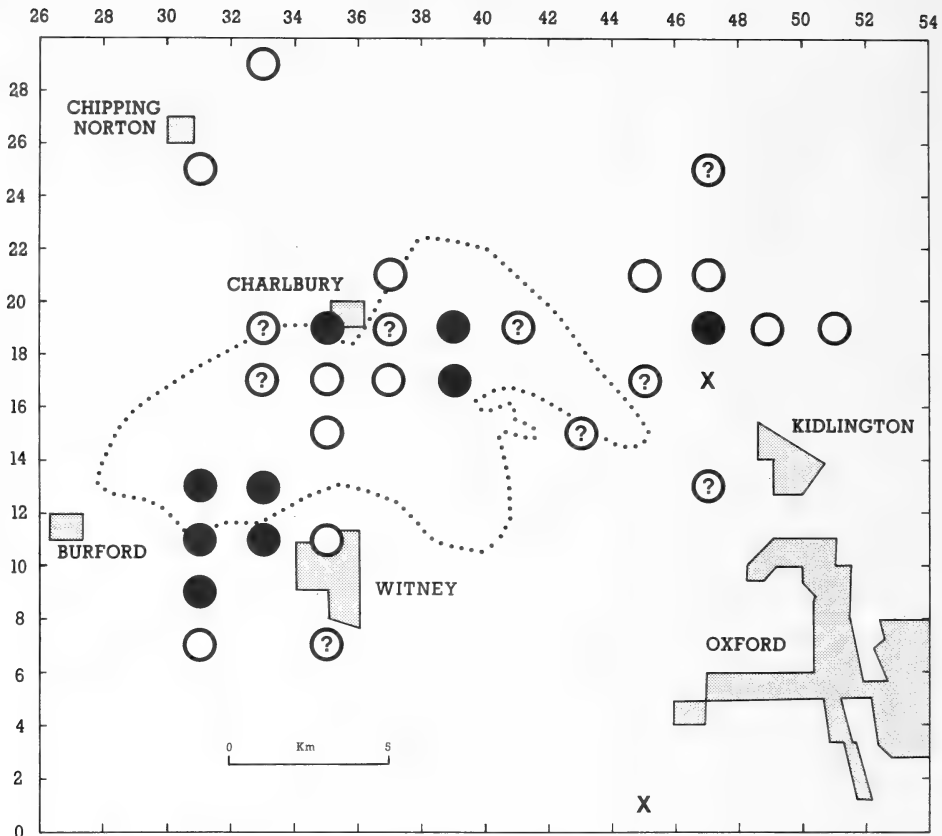 26 28 30 33 35 36 38 40 42 44 46 48 50 52 54
28
CHIPPING
NORTON
26
?
24
22
CHARLBURY
20
? ? ?
18
? ? X
16
? KIDLINGTON
14
?
12
BURFORD
10
WITNEY
8
? OXFORD
6
4
0 Km 5
2
X
0